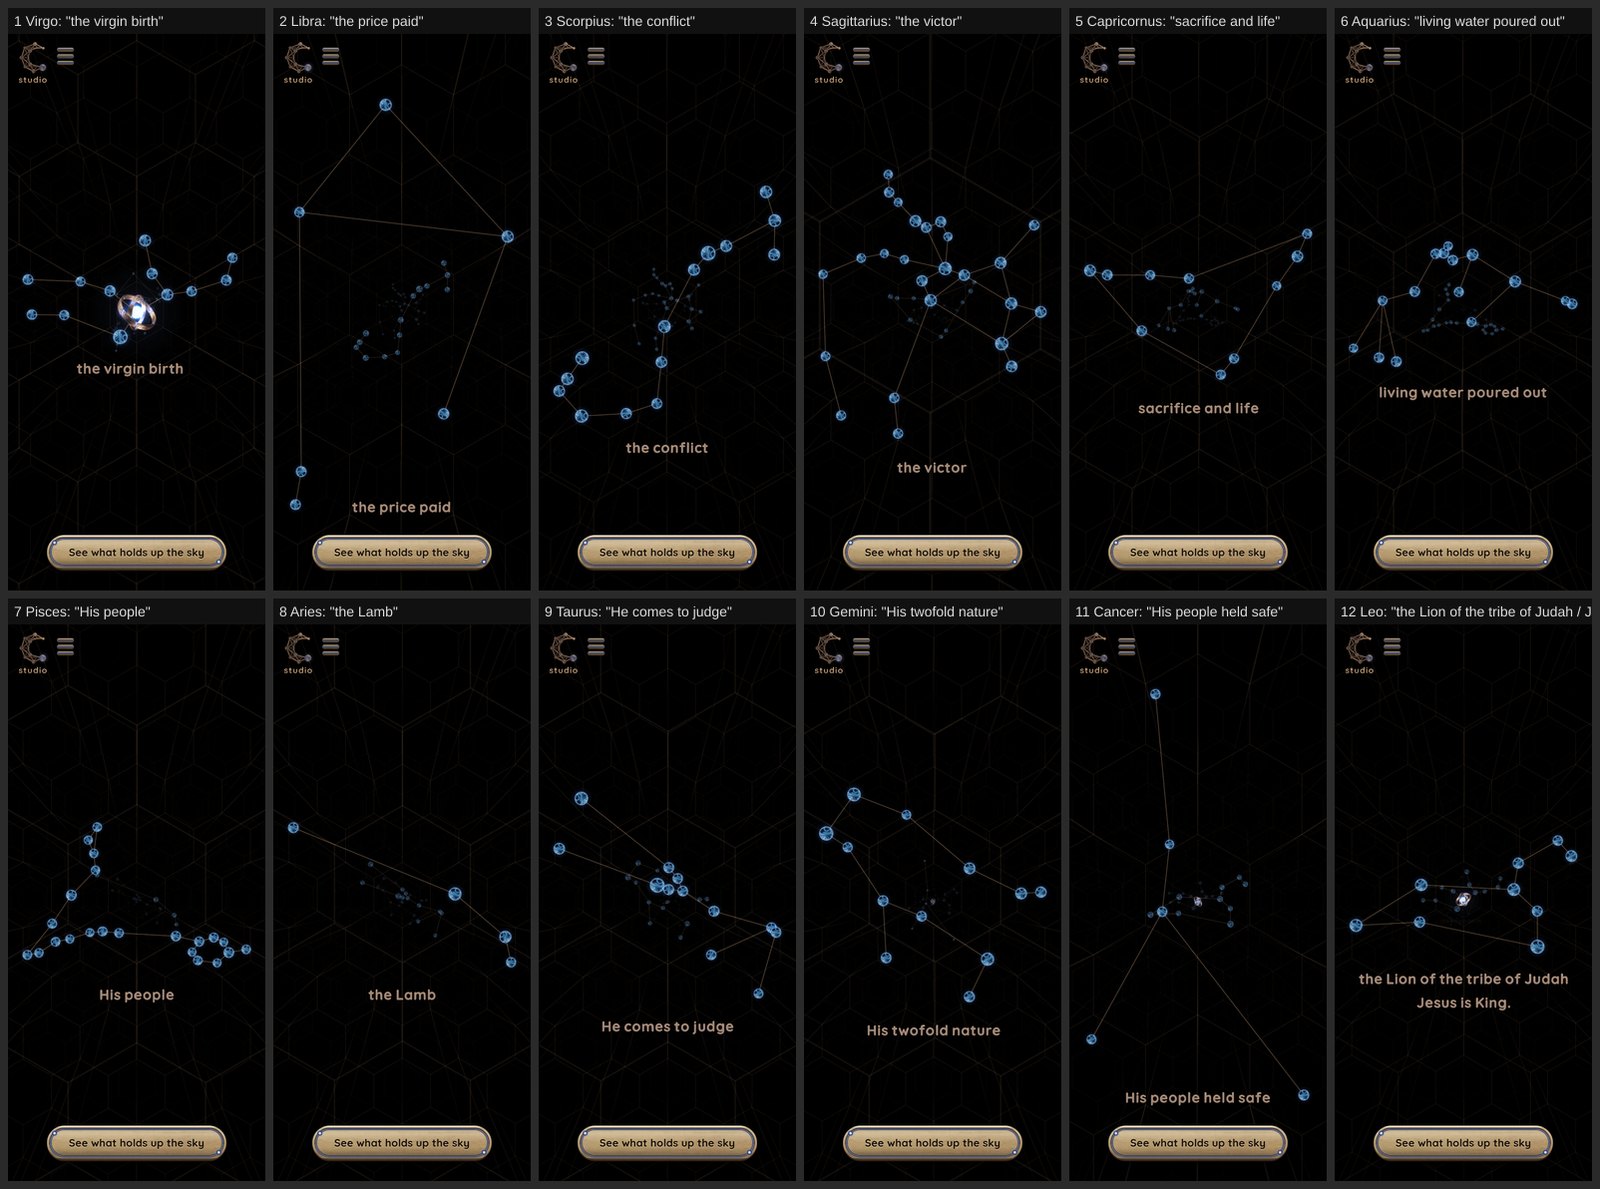 1 Virgo: "the virgin birth"
studio
the virgin birth
See what holds up the sky
2 Libra: "the price paid"
studio
the price paid
See what holds up the sky
3 Scorpius: "the conflict"
studio
the conflict
See what holds up the sky
4 Sagittarius: "the victor"
studio
the victor
See what holds up the sky
5 Capricornus: "sacrifice and life"
studio
sacrifice and life
See what holds up the sky
6 Aquarius: "living water poured out"
studio
living water poured out
See what holds up the sky
7 Pisces: "His people"
studio
His people
See what holds up the sky
8 Aries: "the Lamb"
studio
the Lamb
See what holds up the sky
9 Taurus: "He comes to judge"
studio
He comes to judge
See what holds up the sky
10 Gemini: "His twofold nature"
studio
His twofold nature
See what holds up the sky
11 Cancer: "His people held safe"
studio
His people held safe
See what holds up the sky
12 Leo: "the Lion of the tribe of Judah / J
studio
the Lion of the tribe of Judah
Jesus is King.
See what holds up the sky